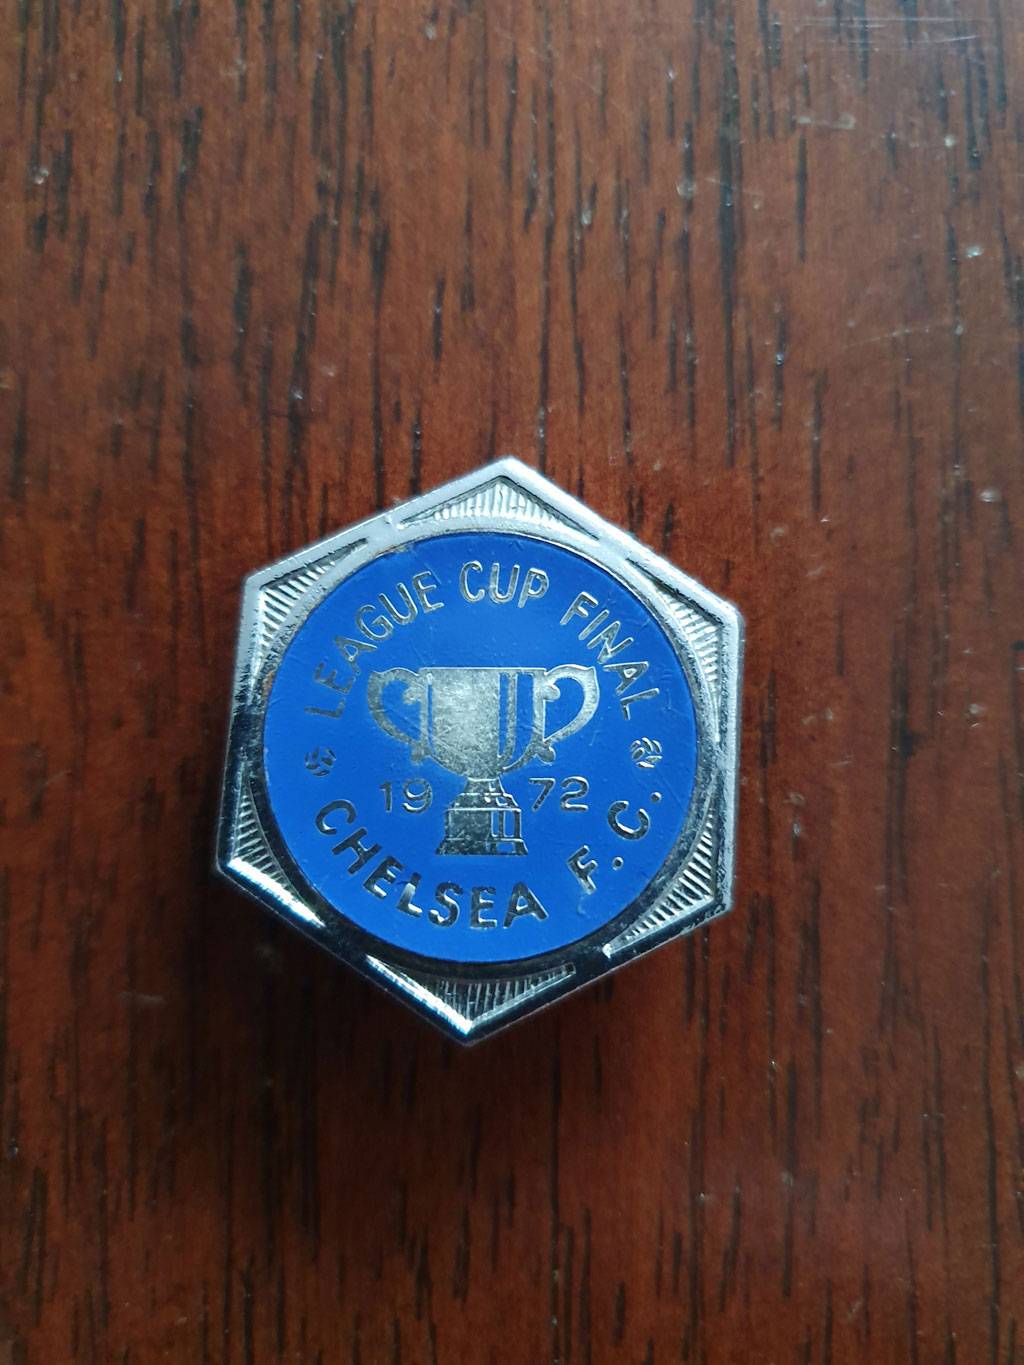 LEAGUE CUP FINAL
19 72
CHELSEA F.C.